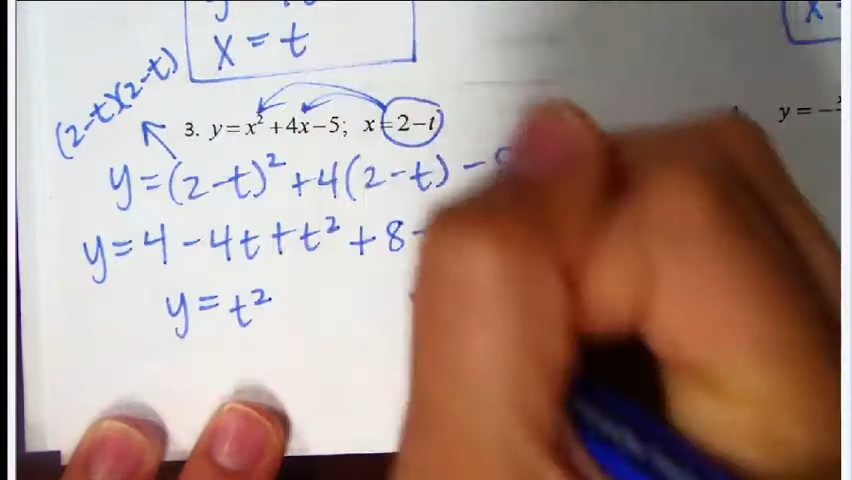 x = t
(2-t)(2-t)
3. y = x² + 4x − 5; x = 2 − t
y = −
y = (2-t)² + 4(2-t) −
y = 4 - 4t + t² + 8 -
y = t²